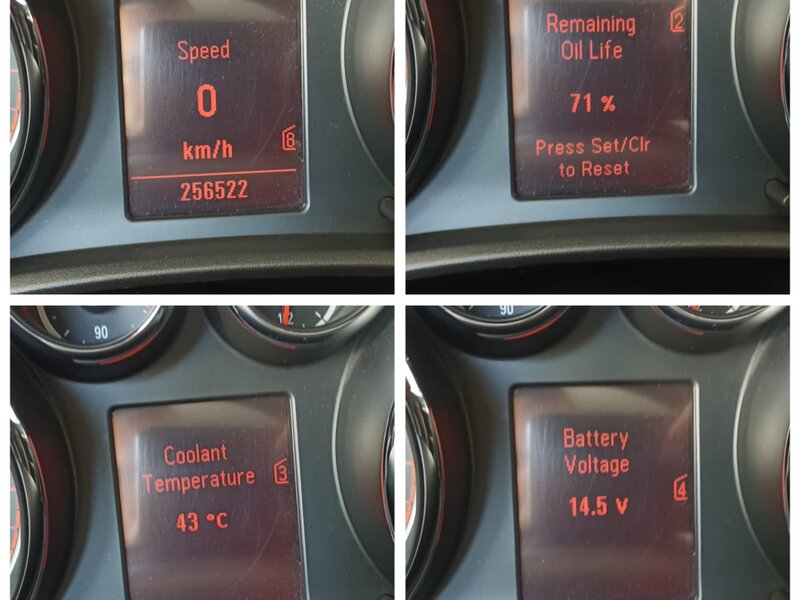 Speed
0
km/h
8
256522
Remaining
Oil Life
2
71 %
Press Set/Clr
to Reset
90
Coolant
Temperature
3
43 °C
90
Battery
Voltage
4
14.5 V